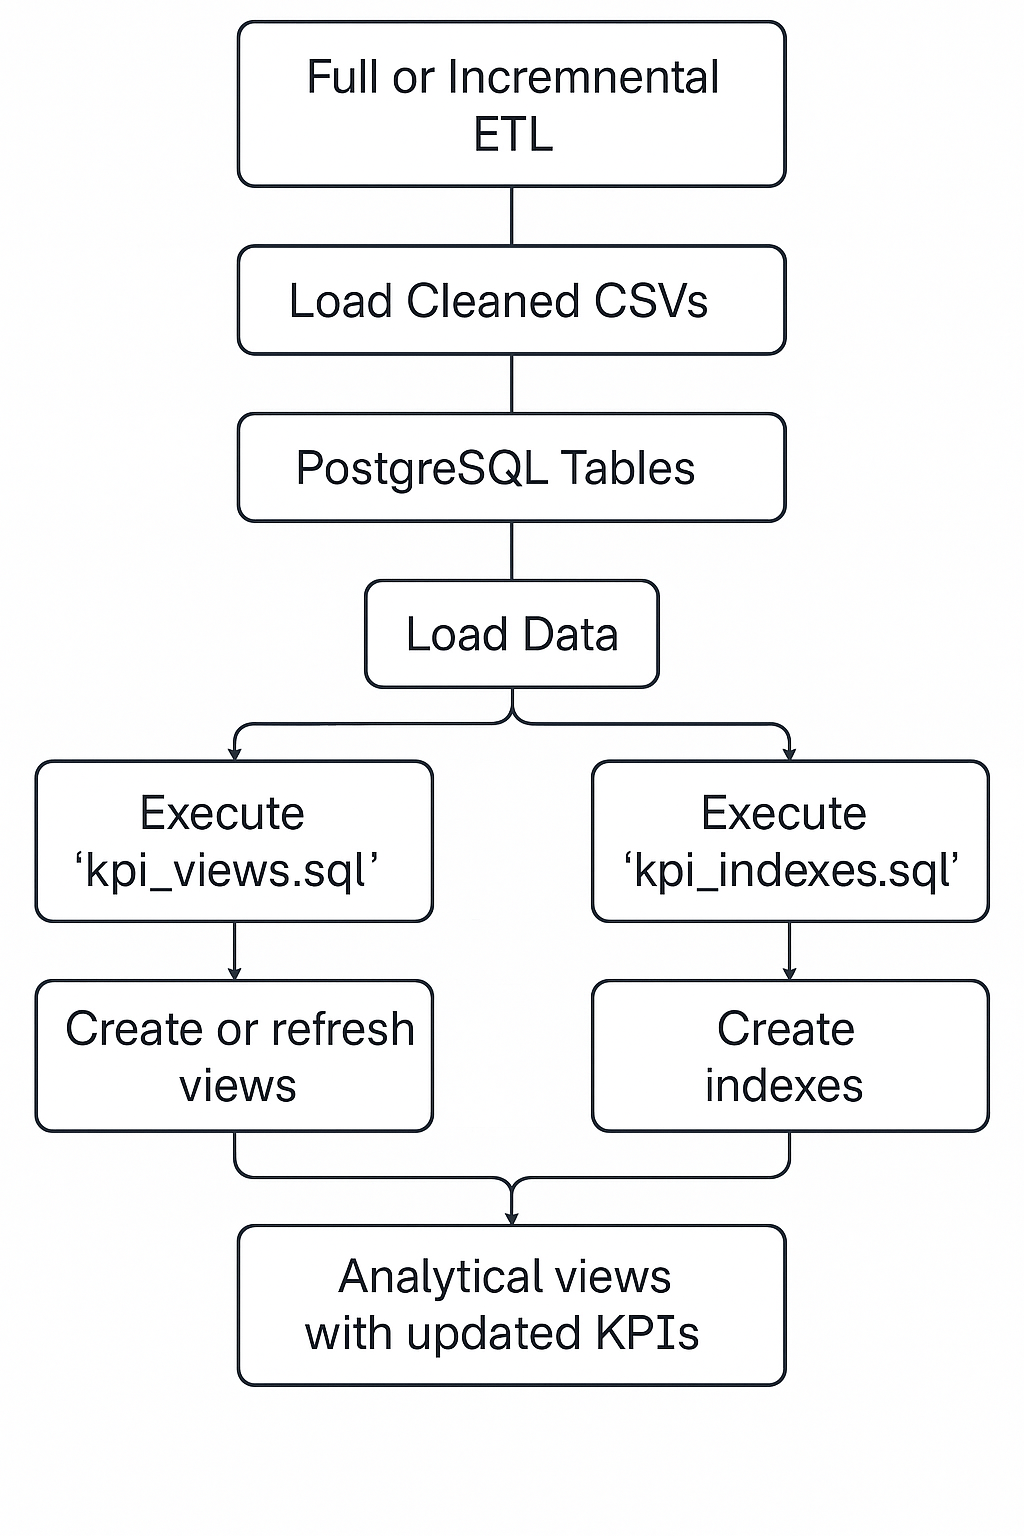 Full or Incremnental
ETL
Load Cleaned CSVs
PostgreSQL Tables
Load Data
Execute
‘kpi_views.sql’
Execute
‘kpi_indexes.sql’
Create or refresh
views
Create
indexes
Analytical views
with updated KPIs